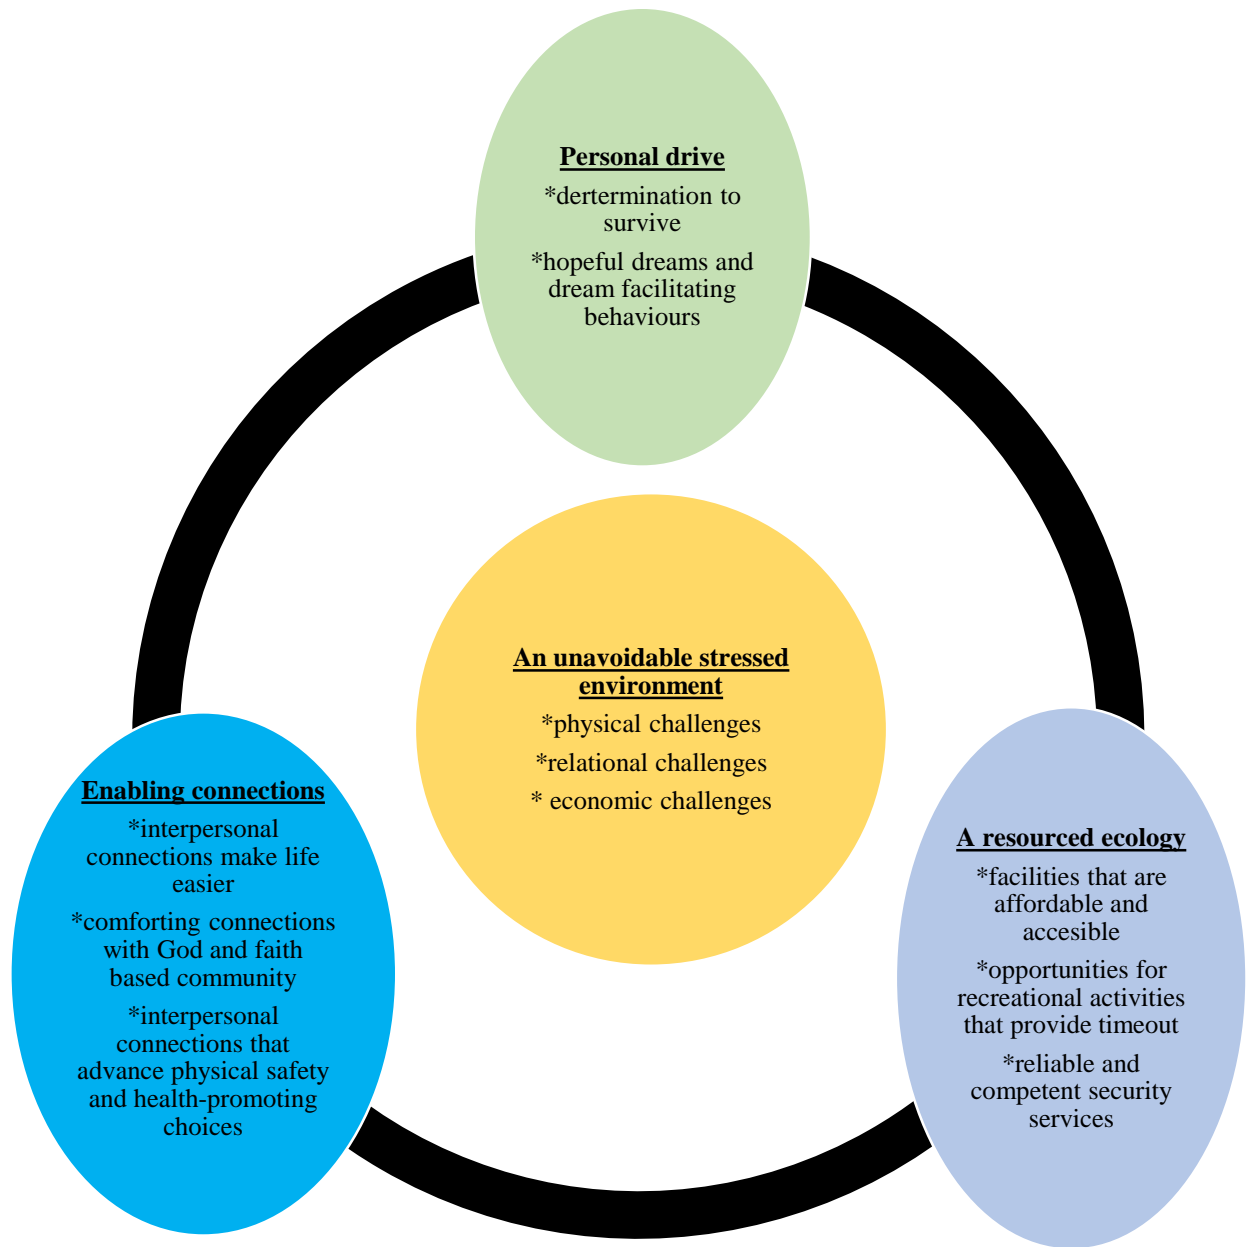 Personal drive
*dertermination to
survive
*hopeful dreams and
dream facilitating
behaviours
An unavoidable stressed
environment
*physical challenges
*relational challenges
* economic challenges
Enabling connections
*interpersonal
connections make life
easier
*comforting connections
with God and faith
based community
*interpersonal
connections that
advance physical safety
and health-promoting
choices
A resourced ecology
*facilities that are
affordable and
accesible
*opportunities for
recreational activities
that provide timeout
*reliable and
competent security
services